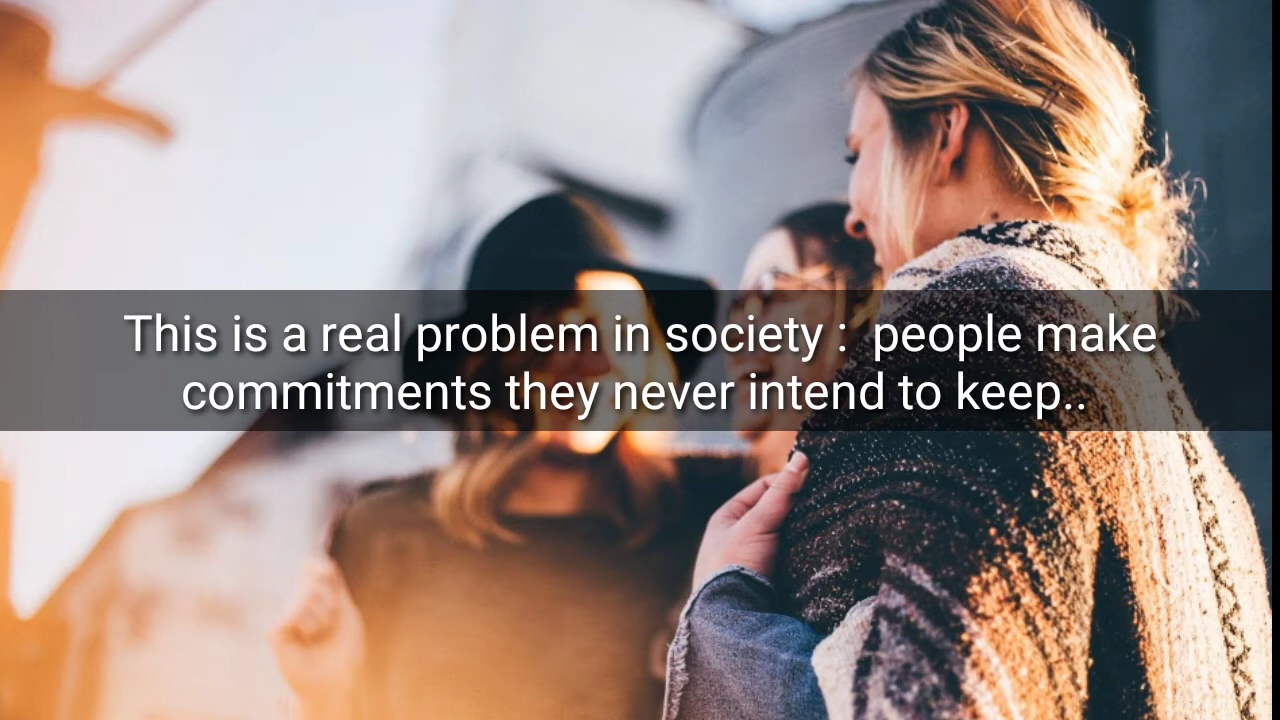 This is a real problem in society :  people make
commitments they never intend to keep..